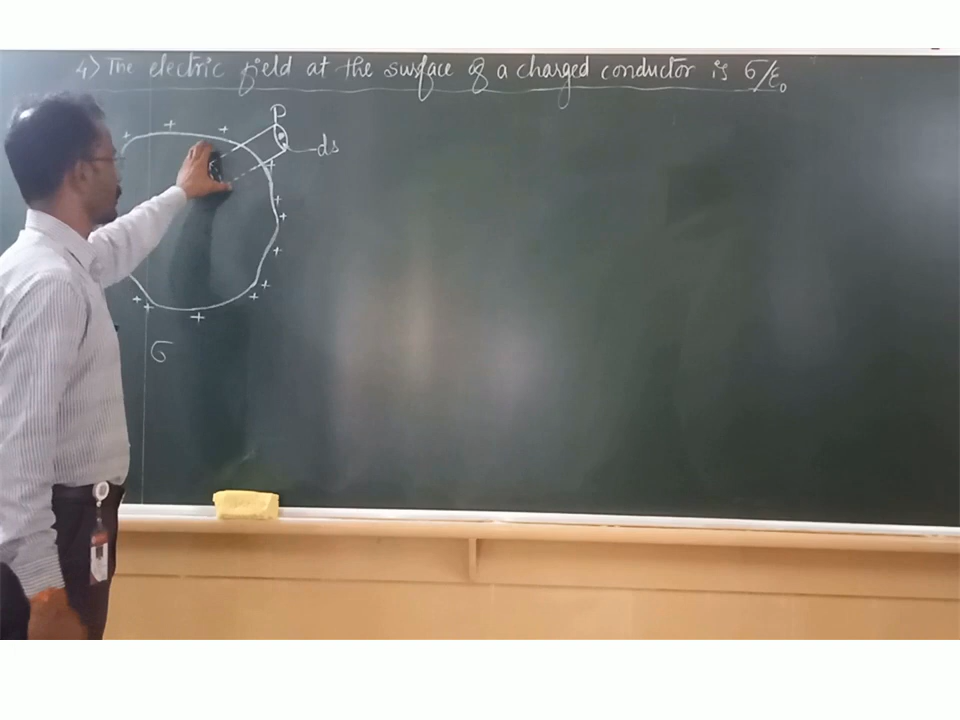 4> The electric field at the surface of a charged conductor is σ/ε₀
P
ds
σ